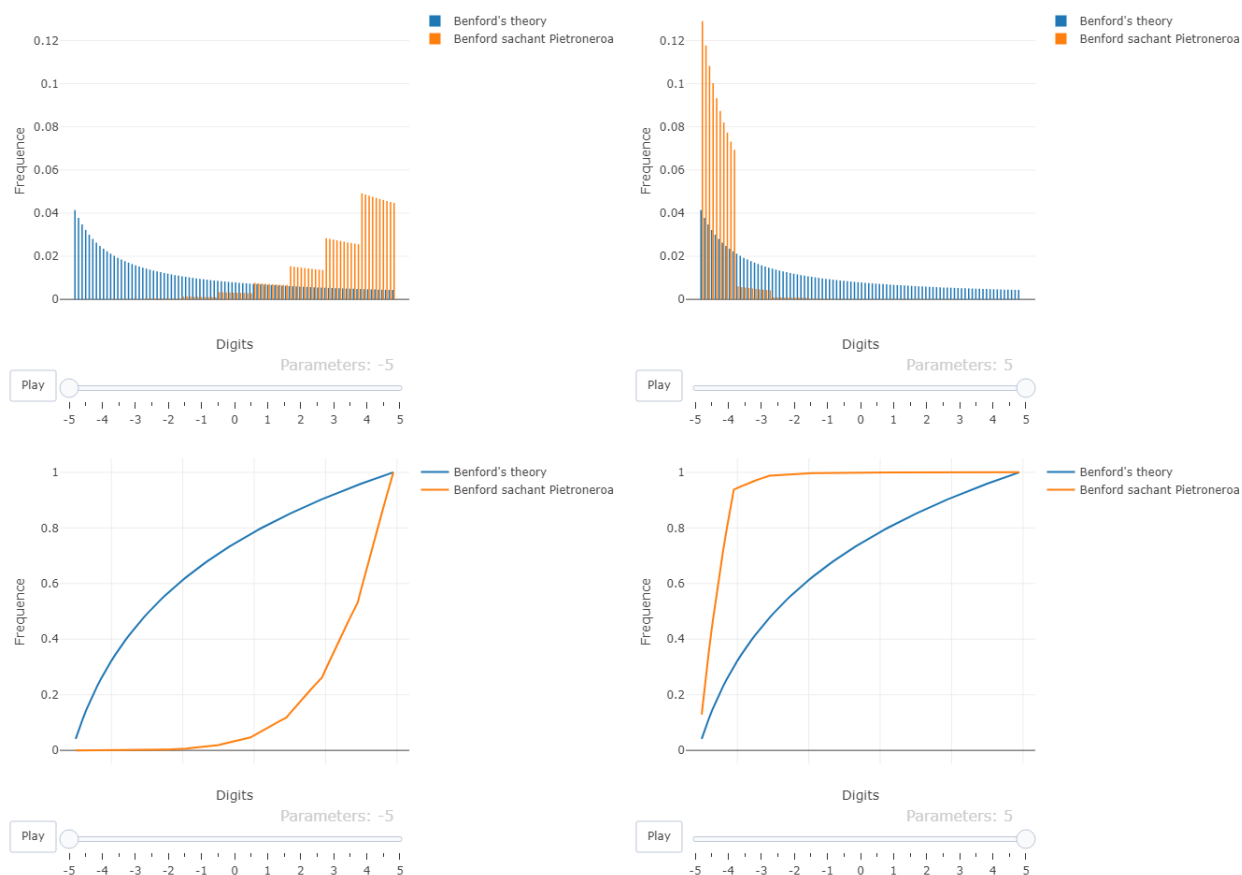 Benford's theory
Benford sachant Pietroneroa
0.12
0.1
0.08
0.06
0.04
0.02
0
Frequence
Digits
Parameters: -5
Play
-5 -4 -3 -2 -1 0 1 2 3 4 5
Benford's theory
Benford sachant Pietroneroa
0.12
0.1
0.08
0.06
0.04
0.02
0
Frequence
Digits
Parameters: 5
Play
-5 -4 -3 -2 -1 0 1 2 3 4 5
Benford's theory
Benford sachant Pietroneroa
1
0.8
0.6
0.4
0.2
0
Frequence
Digits
Parameters: -5
Play
-5 -4 -3 -2 -1 0 1 2 3 4 5
Benford's theory
Benford sachant Pietroneroa
1
0.8
0.6
0.4
0.2
0
Frequence
Digits
Parameters: 5
Play
-5 -4 -3 -2 -1 0 1 2 3 4 5